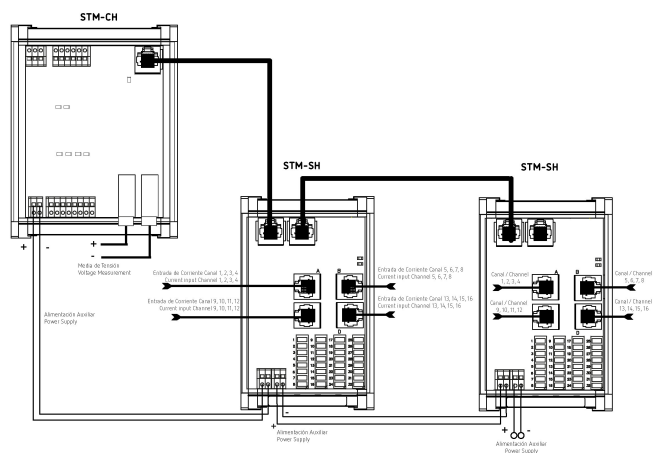 STM-CH
STM-SH
STM-SH
+ -
+
-
Media de Tensión
Voltage Measurement
Alimentación Auxiliar
Power Supply
Entrada de Corriente Canal 1, 2, 3, 4
Current input Channel 1, 2, 3, 4
Entrada de Corriente Canal 9, 10, 11, 12
Current input Channel 9, 10, 11, 12
A
B
D
Entrada de Corriente Canal 5, 6, 7, 8
Current input Channel 5, 6, 7, 8
Entrada de Corriente Canal 13, 14, 15, 16
Current input Channel 13, 14, 15, 16
+
-
Alimentación Auxiliar
Power Supply
Canal / Channel
1, 2, 3, 4
Canal / Channel
9, 10, 11, 12
A
B
D
Canal / Channel
5, 6, 7, 8
Canal / Channel
13, 14, 15, 16
+ -
Alimentación Auxiliar
Power Supply